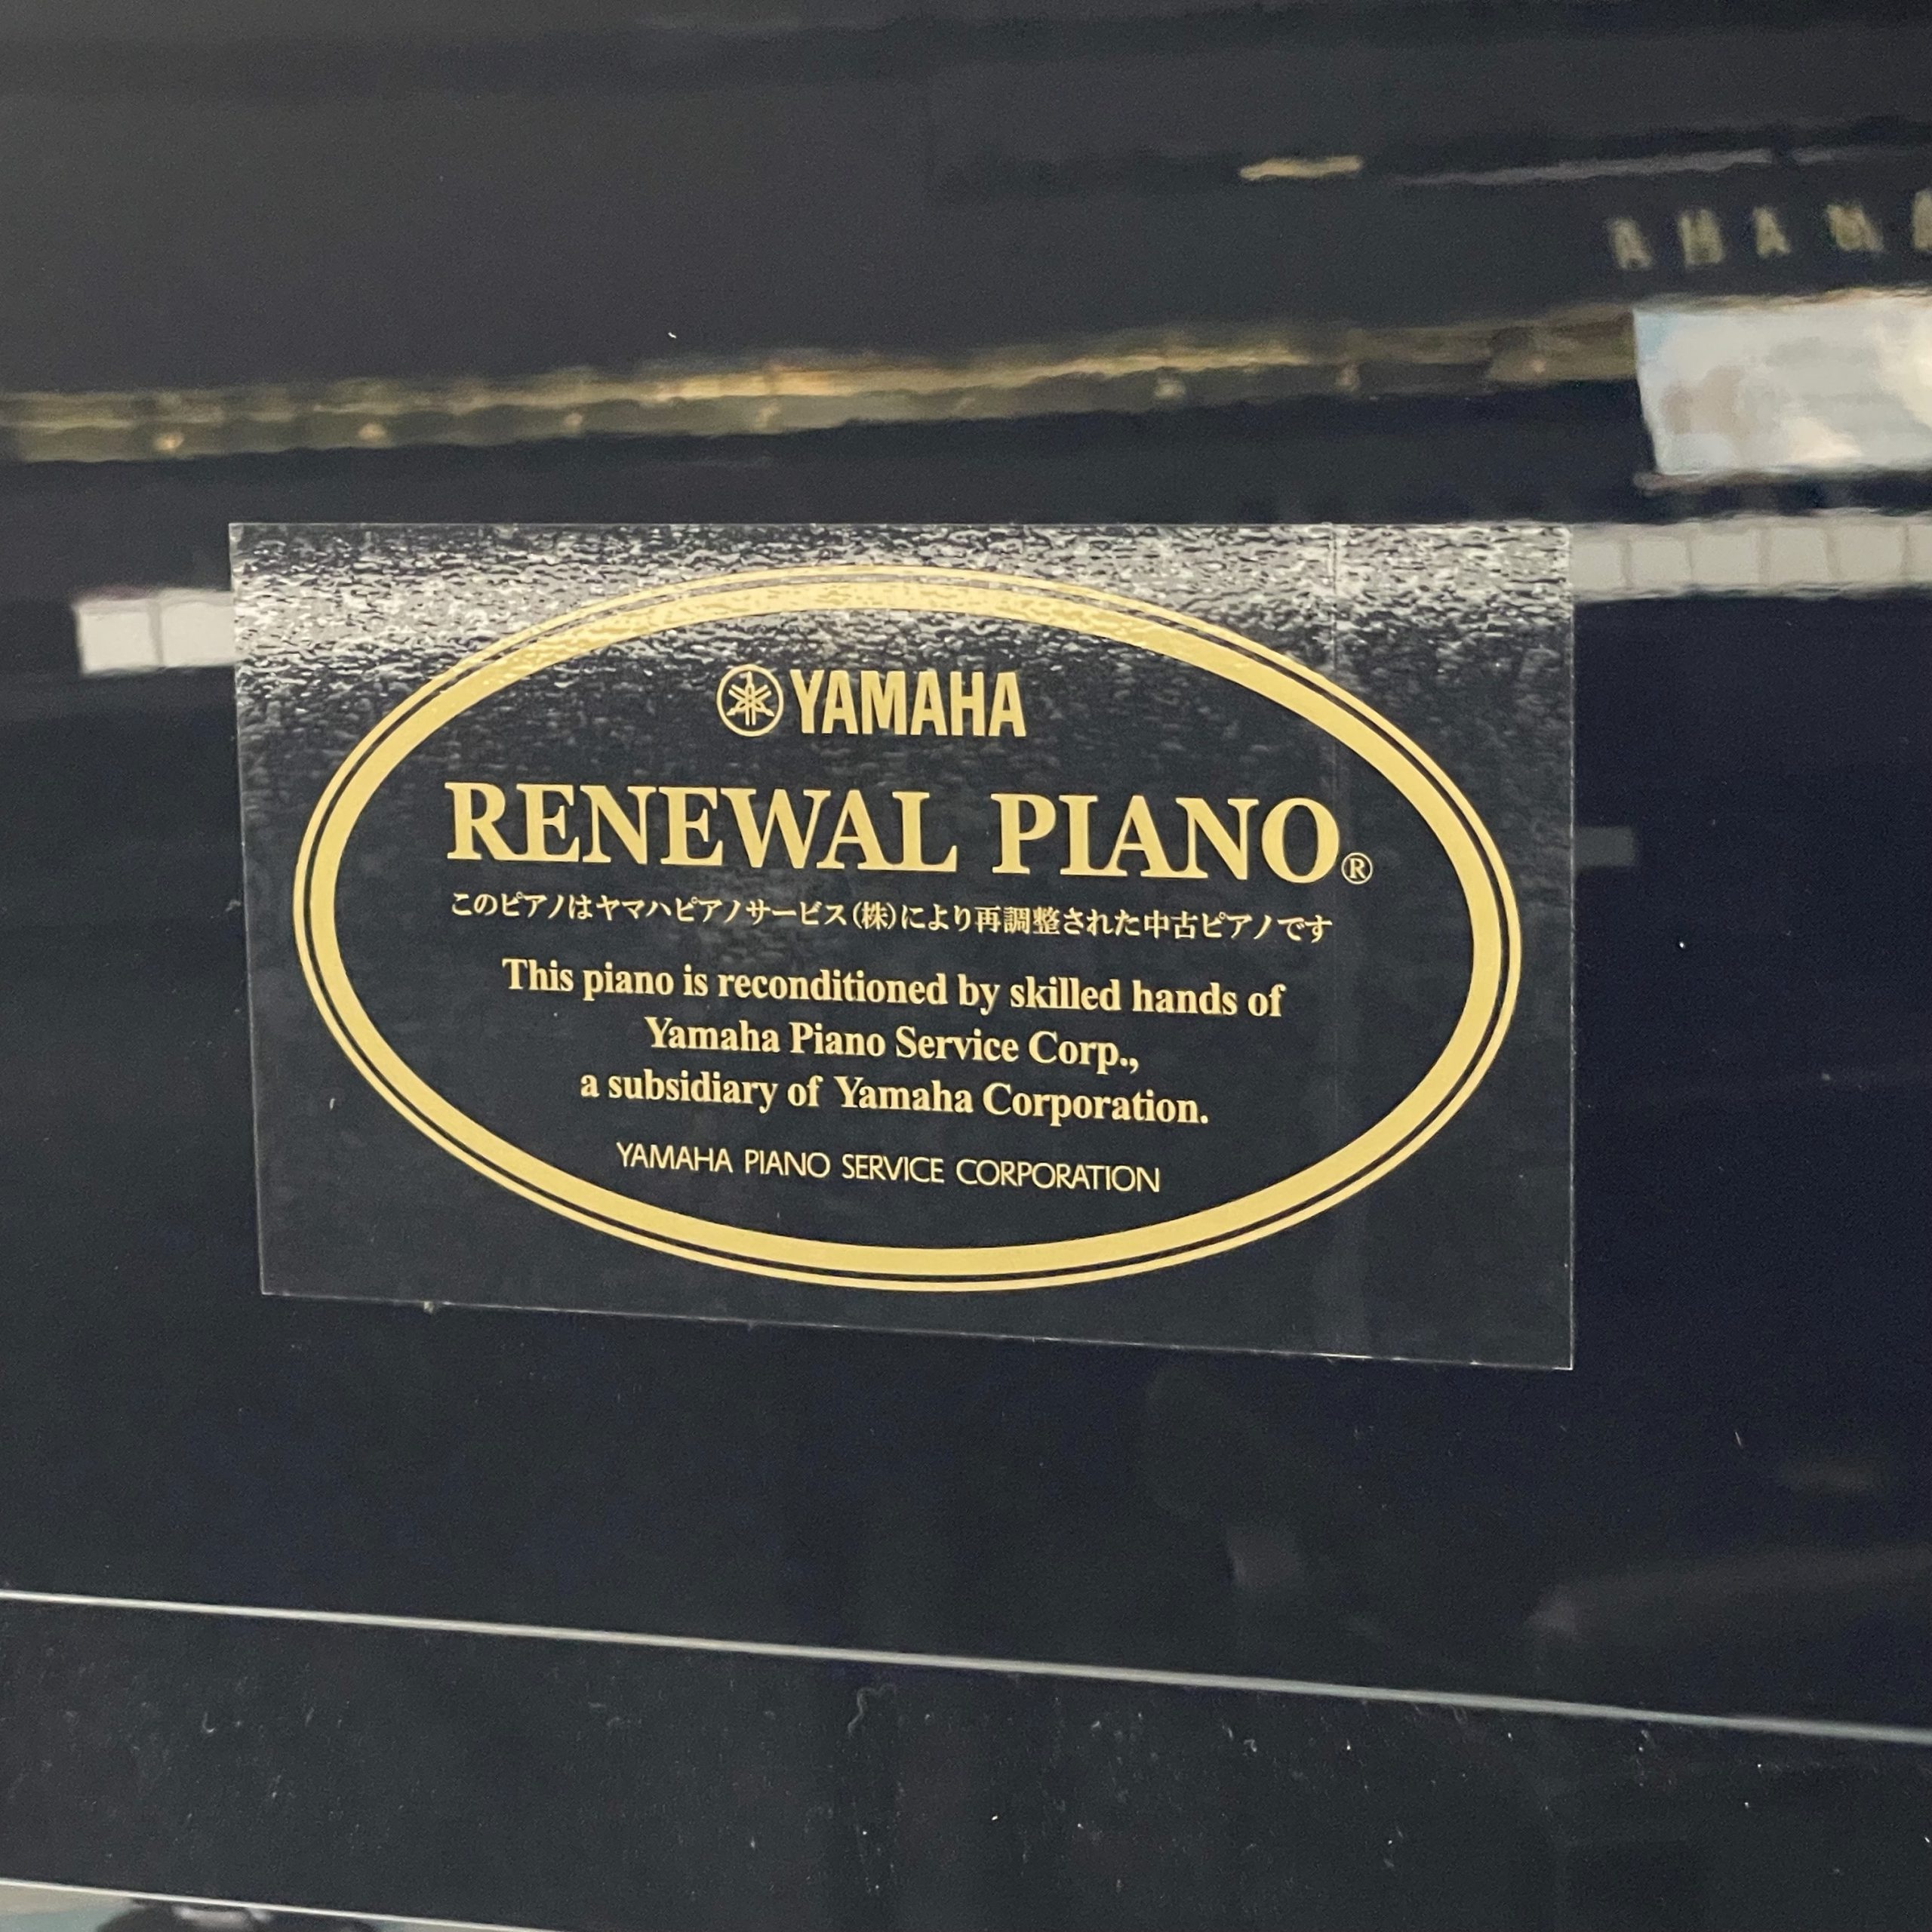 YAMAHA
RENEWAL PIANO®
このピアノはヤマハピアノサービス(株)により再調整された中古ピアノです
This piano is reconditioned by skilled hands of
Yamaha Piano Service Corp.,
a subsidiary of Yamaha Corporation.
YAMAHA PIANO SERVICE CORPORATION